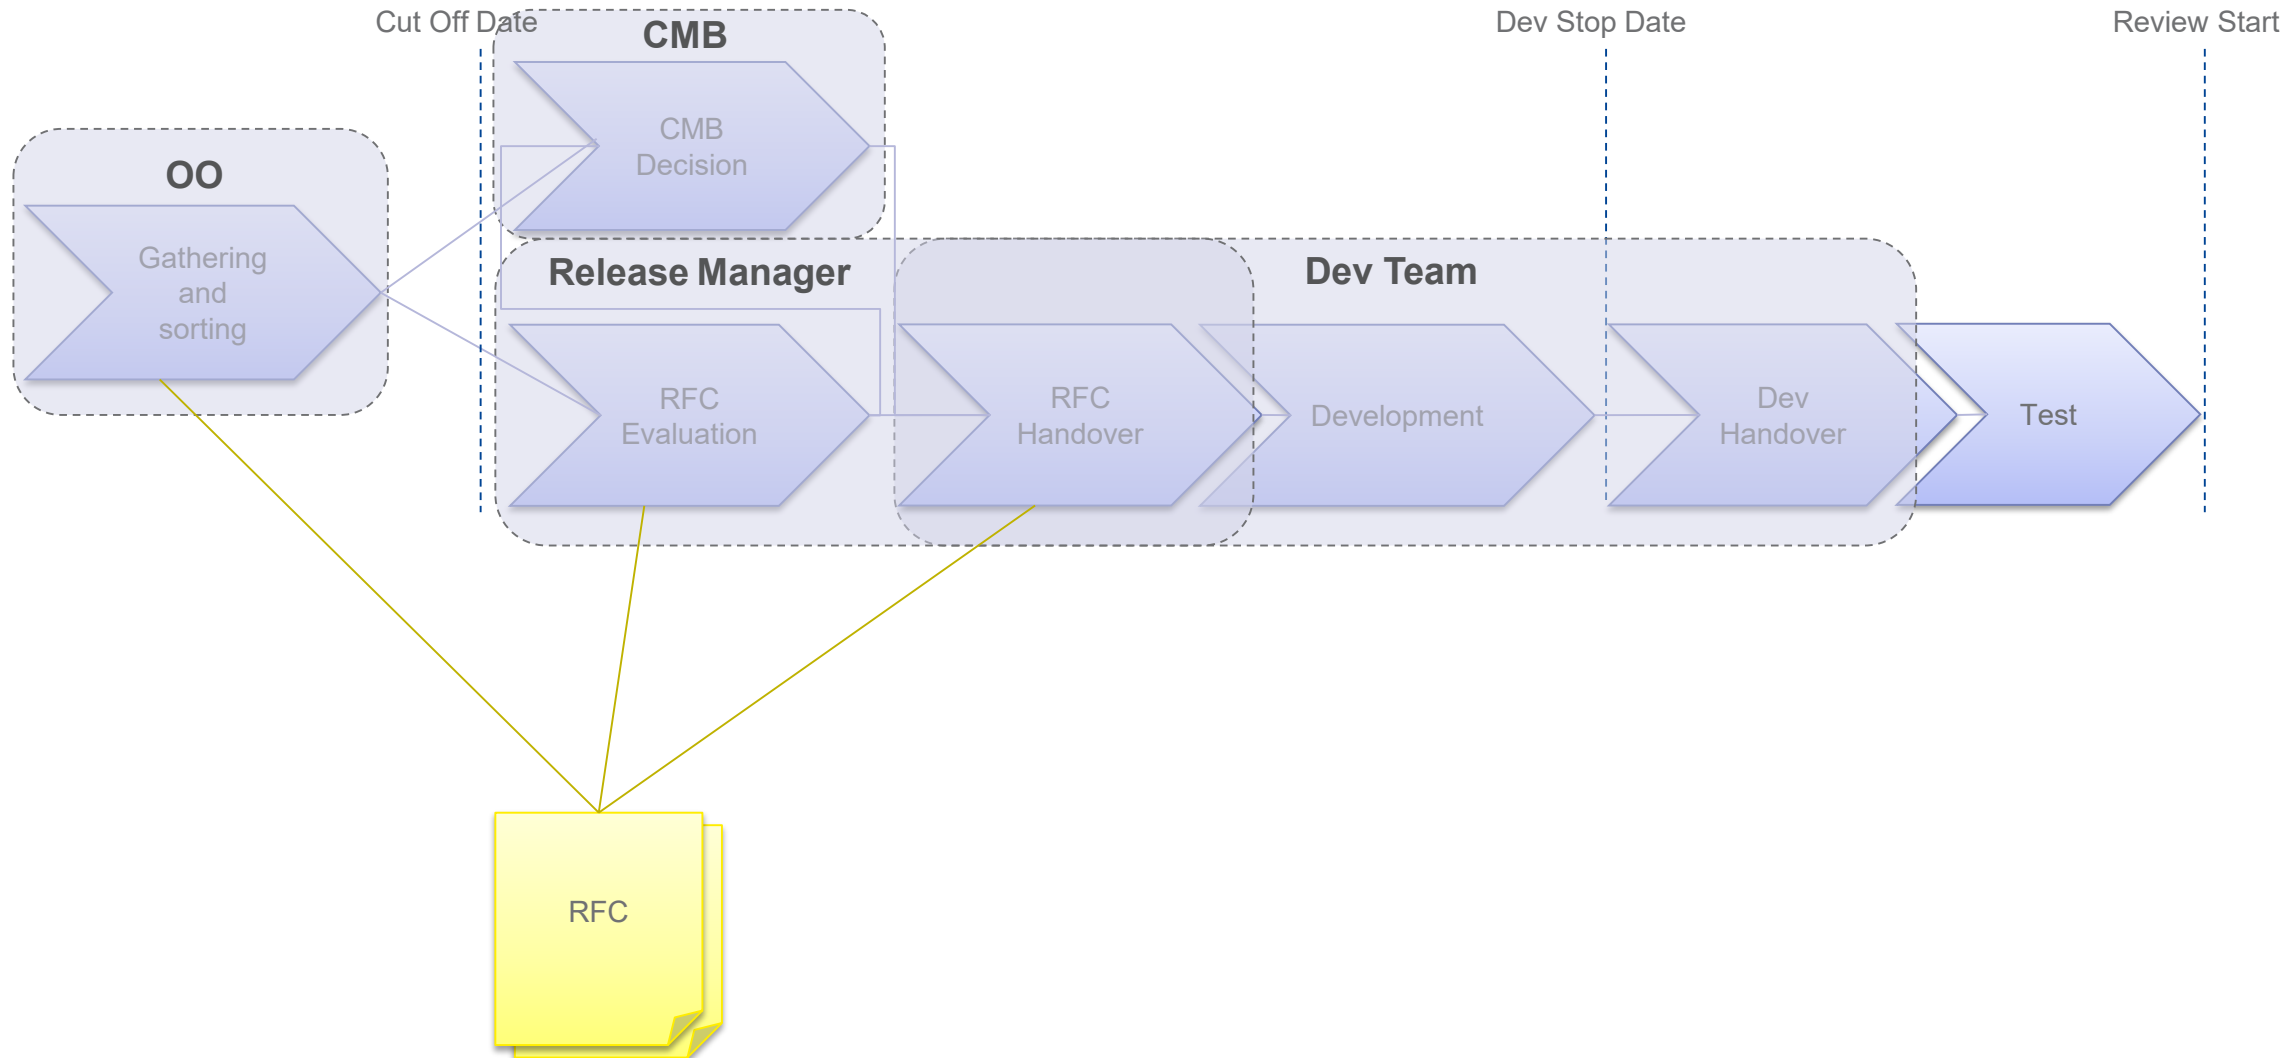 Cut Off Date
Dev Stop Date
Review Start
CMB
CMB
Decision
OO
Gathering
and
sorting
Release Manager
Dev Team
RFC
Evaluation
RFC
Handover
Development
Dev
Handover
Test
RFC